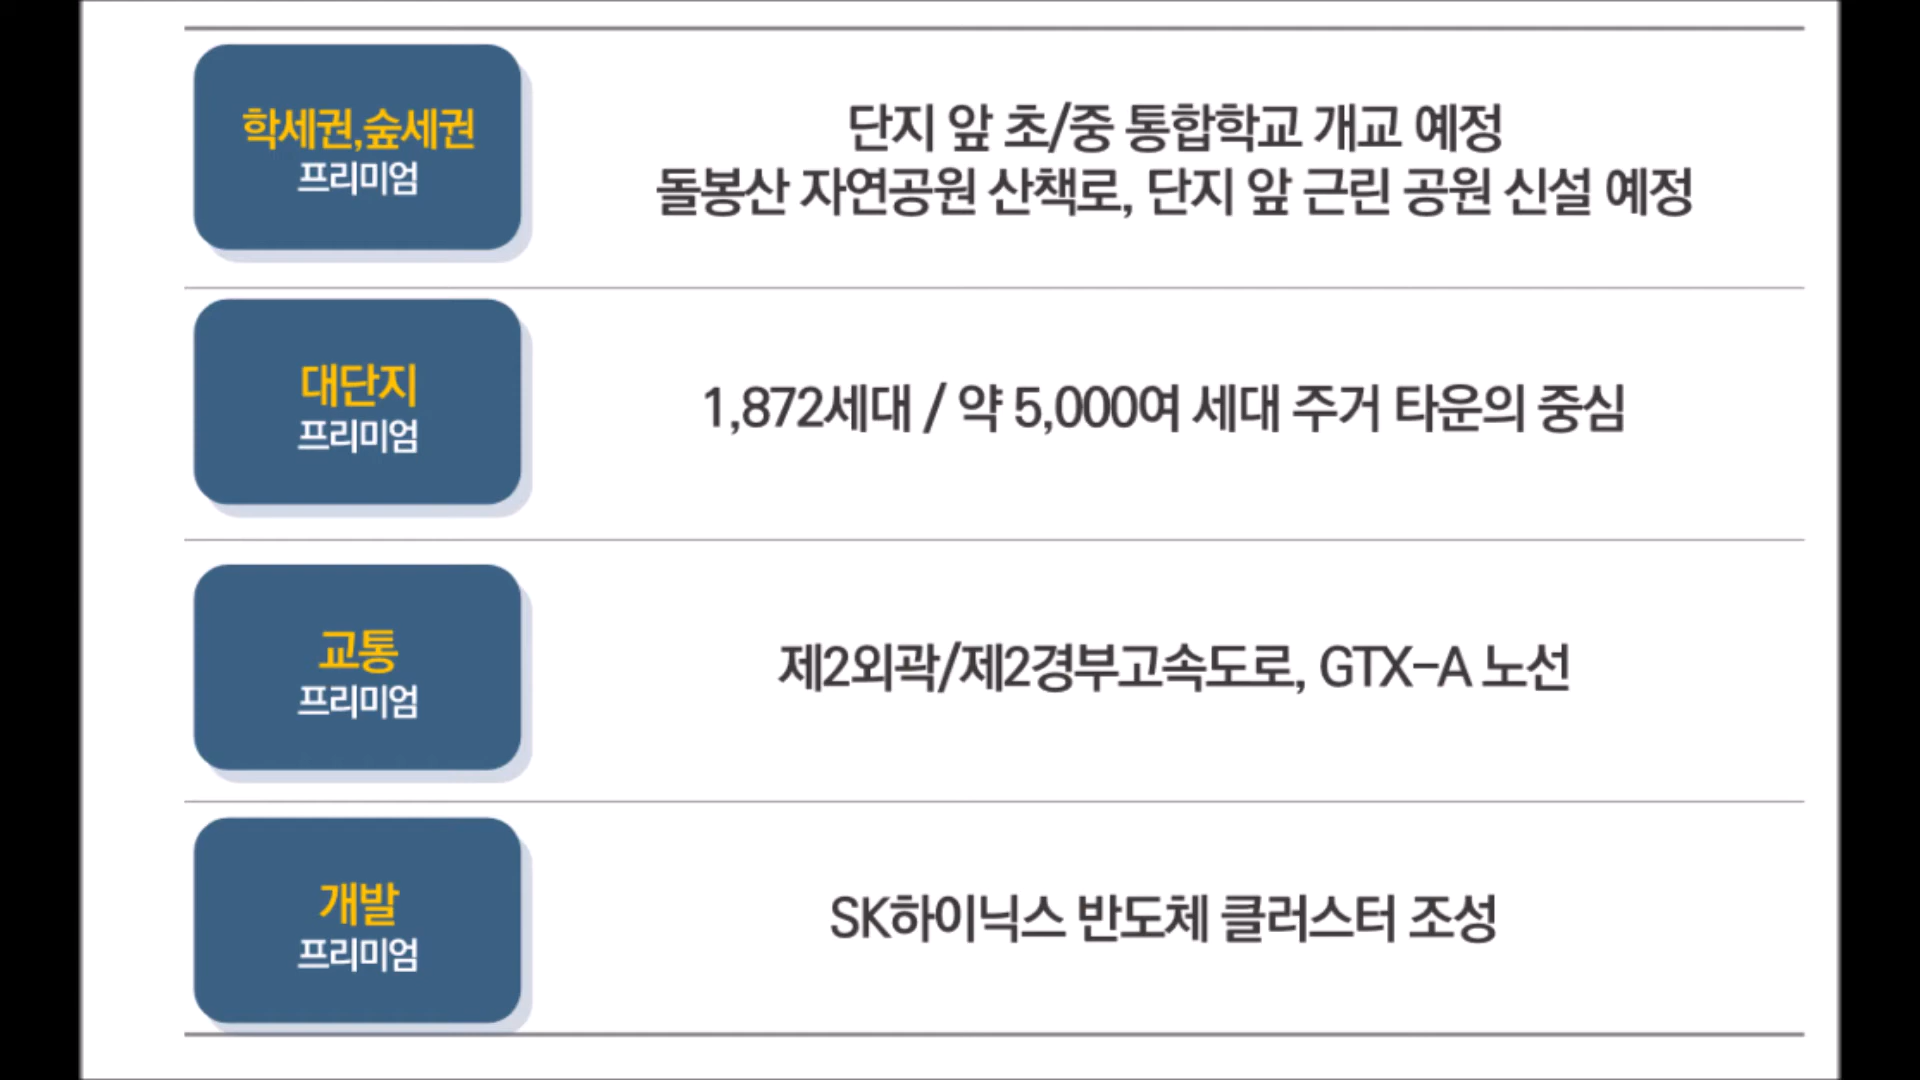 학세권,숲세권
프리미엄
단지 앞 초/중 통합학교 개교 예정
돌봉산 자연공원 산책로, 단지 앞 근린 공원 신설 예정
대단지
프리미엄
1,872세대 / 약 5,000여 세대 주거 타운의 중심
교통
프리미엄
제2외곽/제2경부고속도로, GTX-A 노선
개발
프리미엄
SK하이닉스 반도체 클러스터 조성